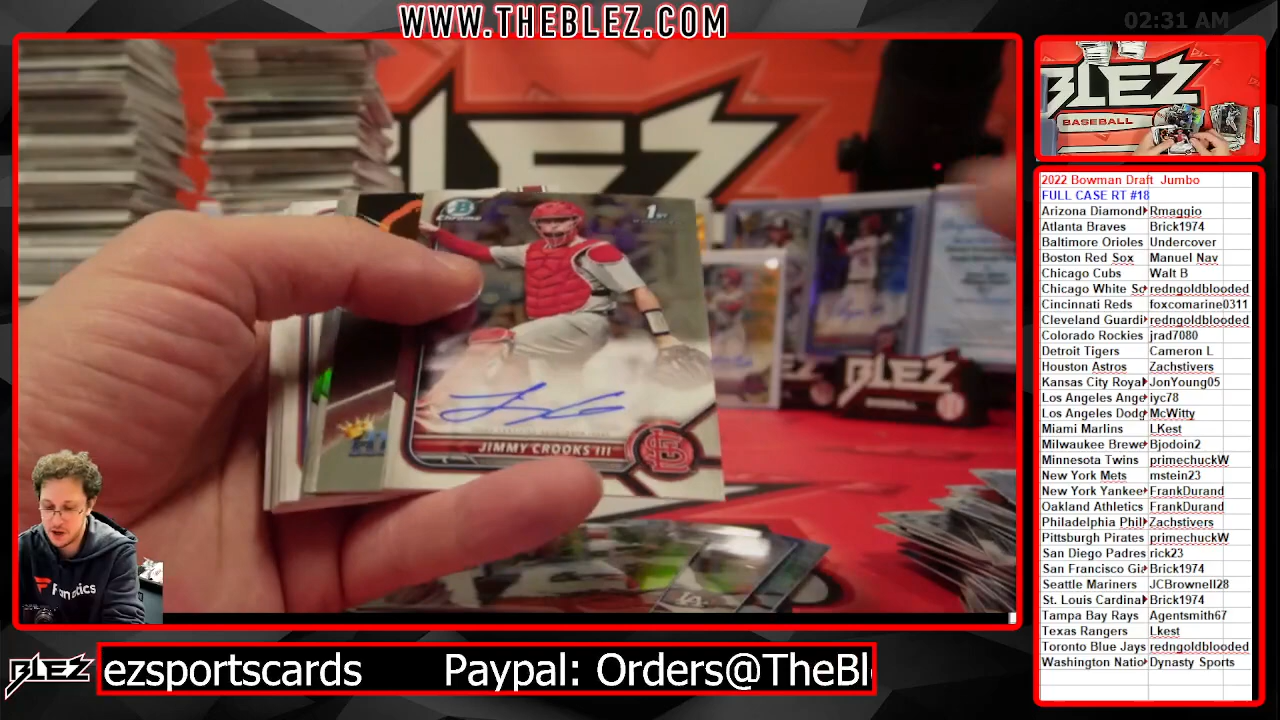 WWW.THEBLEZ.COM
02:31 AM
BLEZ
BASEBALL
BLEZ
Chrome
1ST
JIMMY CROOKS III
BLEZ
Fanatics
2022 Bowman Draft Jumbo
FULL CASE RT #18
Arizona Diamond Rmaggio
Atlanta Braves Brick1974
Baltimore Orioles Undercover
Boston Red Sox Manuel Nav
Chicago Cubs Walt B
Chicago White So redngoldblooded
Cincinnati Reds foxcomarine0311
Cleveland Guardi redngoldblooded
Colorado Rockies jrad7080
Detroit Tigers Cameron L
Houston Astros Zachstivers
Kansas City Roya JonYoung05
Los Angeles Ange iyc78
Los Angeles Dodg McWitty
Miami Marlins LKest
Milwaukee Brewe Bjodoin2
Minnesota Twins primechuckW
New York Mets mstein23
New York Yankee FrankDurand
Oakland Athletics FrankDurand
Philadelphia Phil Zachstivers
Pittsburgh Pirates primechuckW
San Diego Padres rick23
San Francisco Gi Brick1974
Seattle Mariners JCBrownell28
St. Louis Cardina Brick1974
Tampa Bay Rays Agentsmith67
Texas Rangers Lkest
Toronto Blue Jays redngoldblooded
Washington Natio Dynasty Sports
BLEZ
ezsportscards Paypal: Orders@TheBl